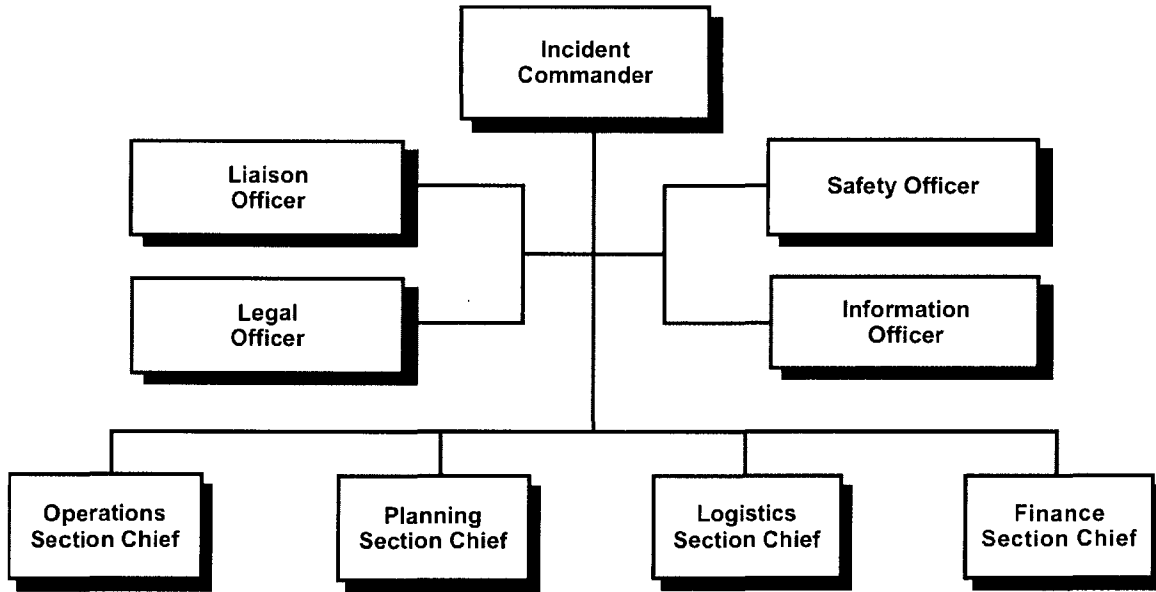 Incident
Commander
Liaison
Officer
Safety Officer
Legal
Officer
Information
Officer
Operations
Section Chief
Planning
Section Chief
Logistics
Section Chief
Finance
Section Chief